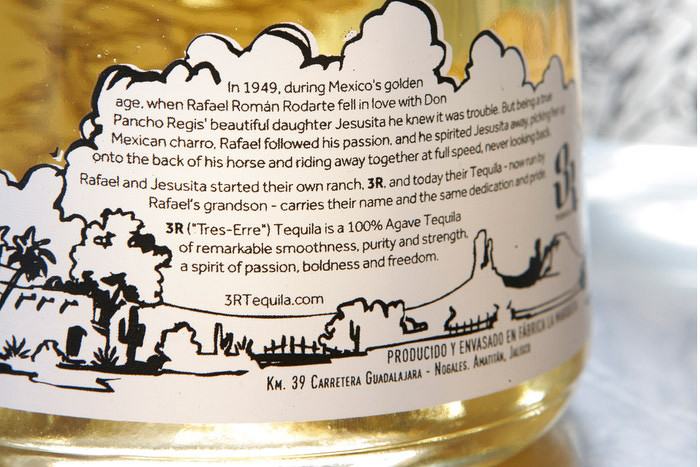 In 1949, during Mexico's golden
age, when Rafael Román Rodarte fell in love with Don
Pancho Regis' beautiful daughter Jesusita he knew it was trouble. But being a true
Mexican charro, Rafael followed his passion, and he spirited Jesusita away, picking her up
onto the back of his horse and riding away together at full speed, never looking back.
Rafael and Jesusita started their own ranch, 3R, and today their Tequila - now run by
Rafael's grandson - carries their name and the same dedication and pride.
3R ("Tres-Erre") Tequila is a 100% Agave Tequila
of remarkable smoothness, purity and strength,
a spirit of passion, boldness and freedom.
3RTequila.com
3R
PRODUCIDO Y ENVASADO EN FÁBRICA LA
KM. 39 CARRETERA GUADALAJARA - NOGALES. AMATITÁN, JALISCO